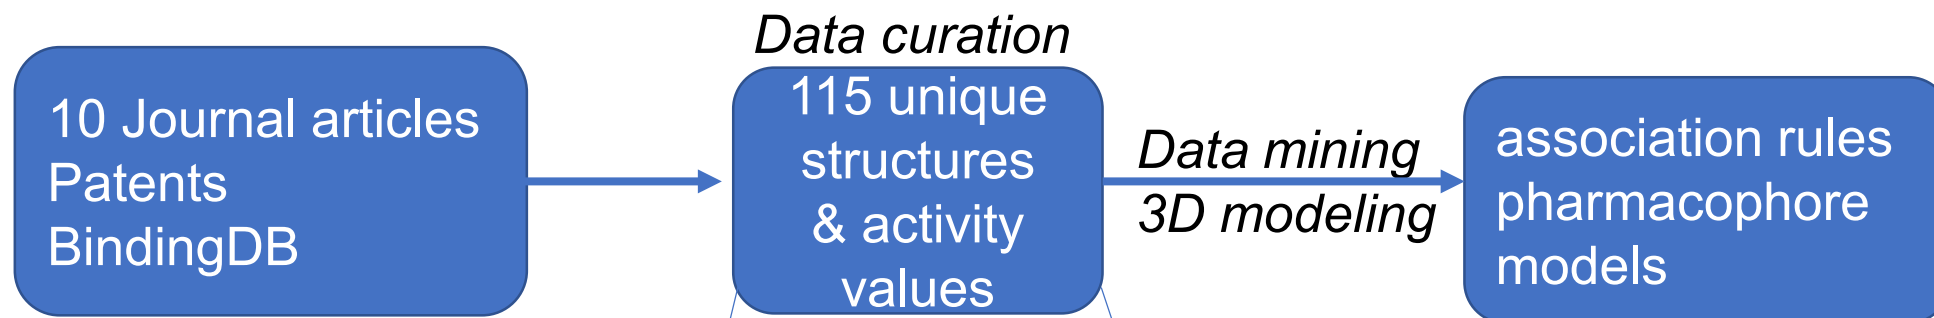 10 Journal articles
Patents
BindingDB
Data curation
115 unique
structures
& activity
values
Data mining
3D modeling
association rules
pharmacophore
models